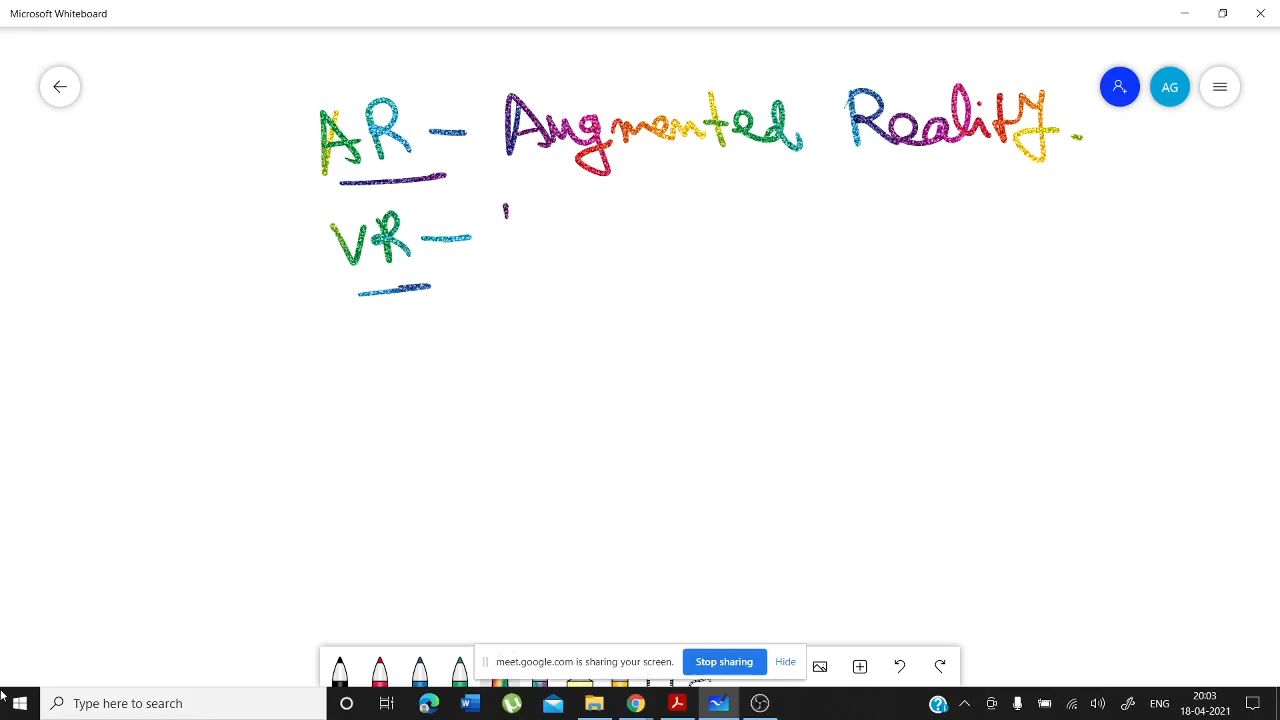 Microsoft Whiteboard
AR - Augmented Reality.
AG
VR -
meet.google.com is sharing your screen. Stop sharing Hide
Type here to search
ENG
20:03
18-04-2021